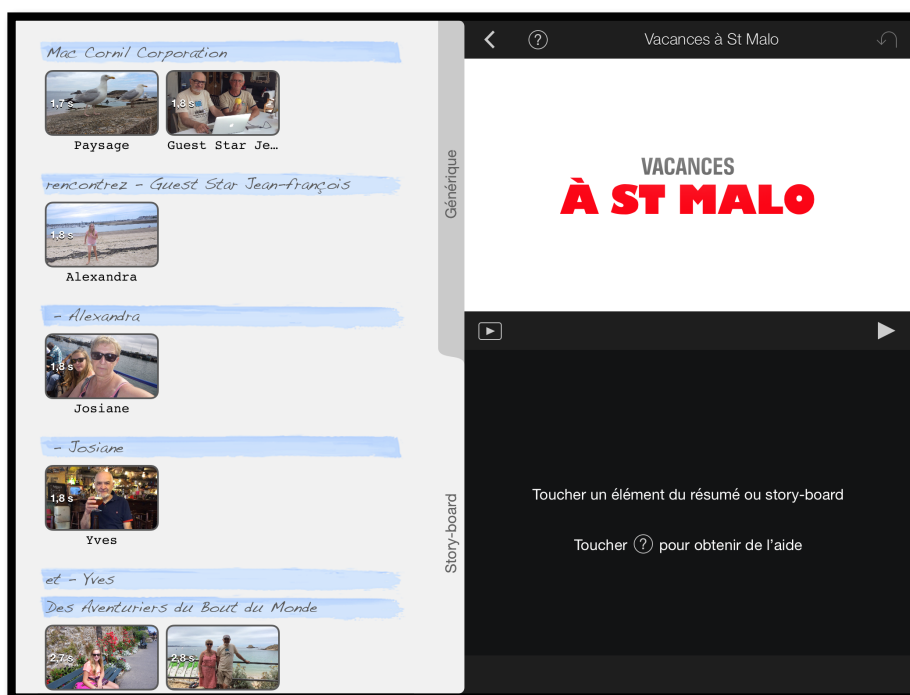 Mac Cornil Corporation
1,7 s
1,8 s
Paysage
Guest Star Je…
rencontrez - Guest Star Jean-françois
1,8 s
Alexandra
- Alexandra
1,8 s
Josiane
- Josiane
1,8 s
Yves
et - Yves
Des Aventuriers du Bout du Monde
2,7 s
2,8 s
Générique
Story-board
?
Vacances à St Malo
VACANCES
À ST MALO
Toucher un élément du résumé ou story-board
Toucher ? pour obtenir de l'aide